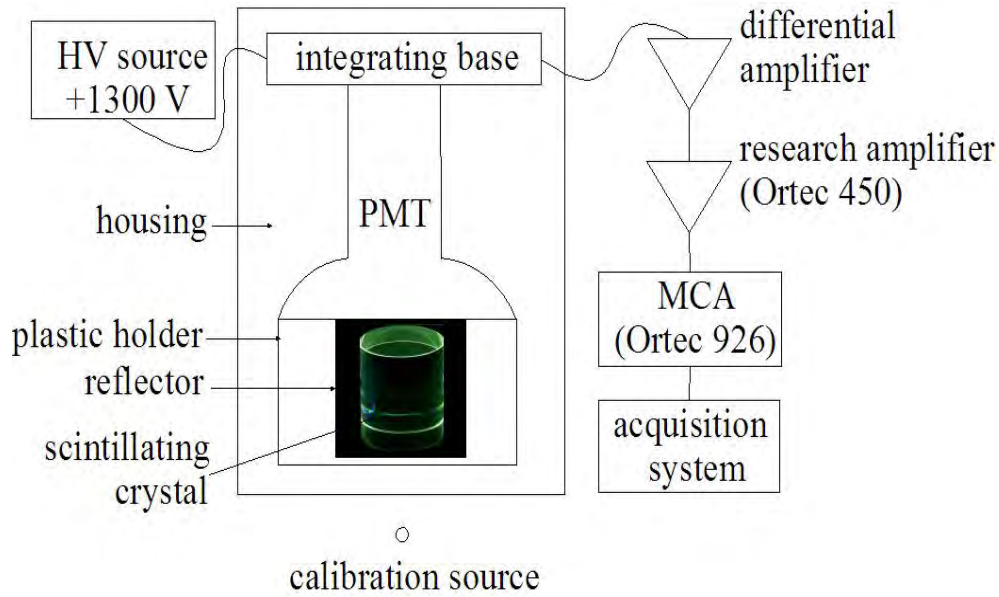 HV source
+1300 V
integrating base
differential
amplifier
research amplifier
(Ortec 450)
housing
PMT
MCA
(Ortec 926)
plastic holder
reflector
scintillating
crystal
acquisition
system
calibration source